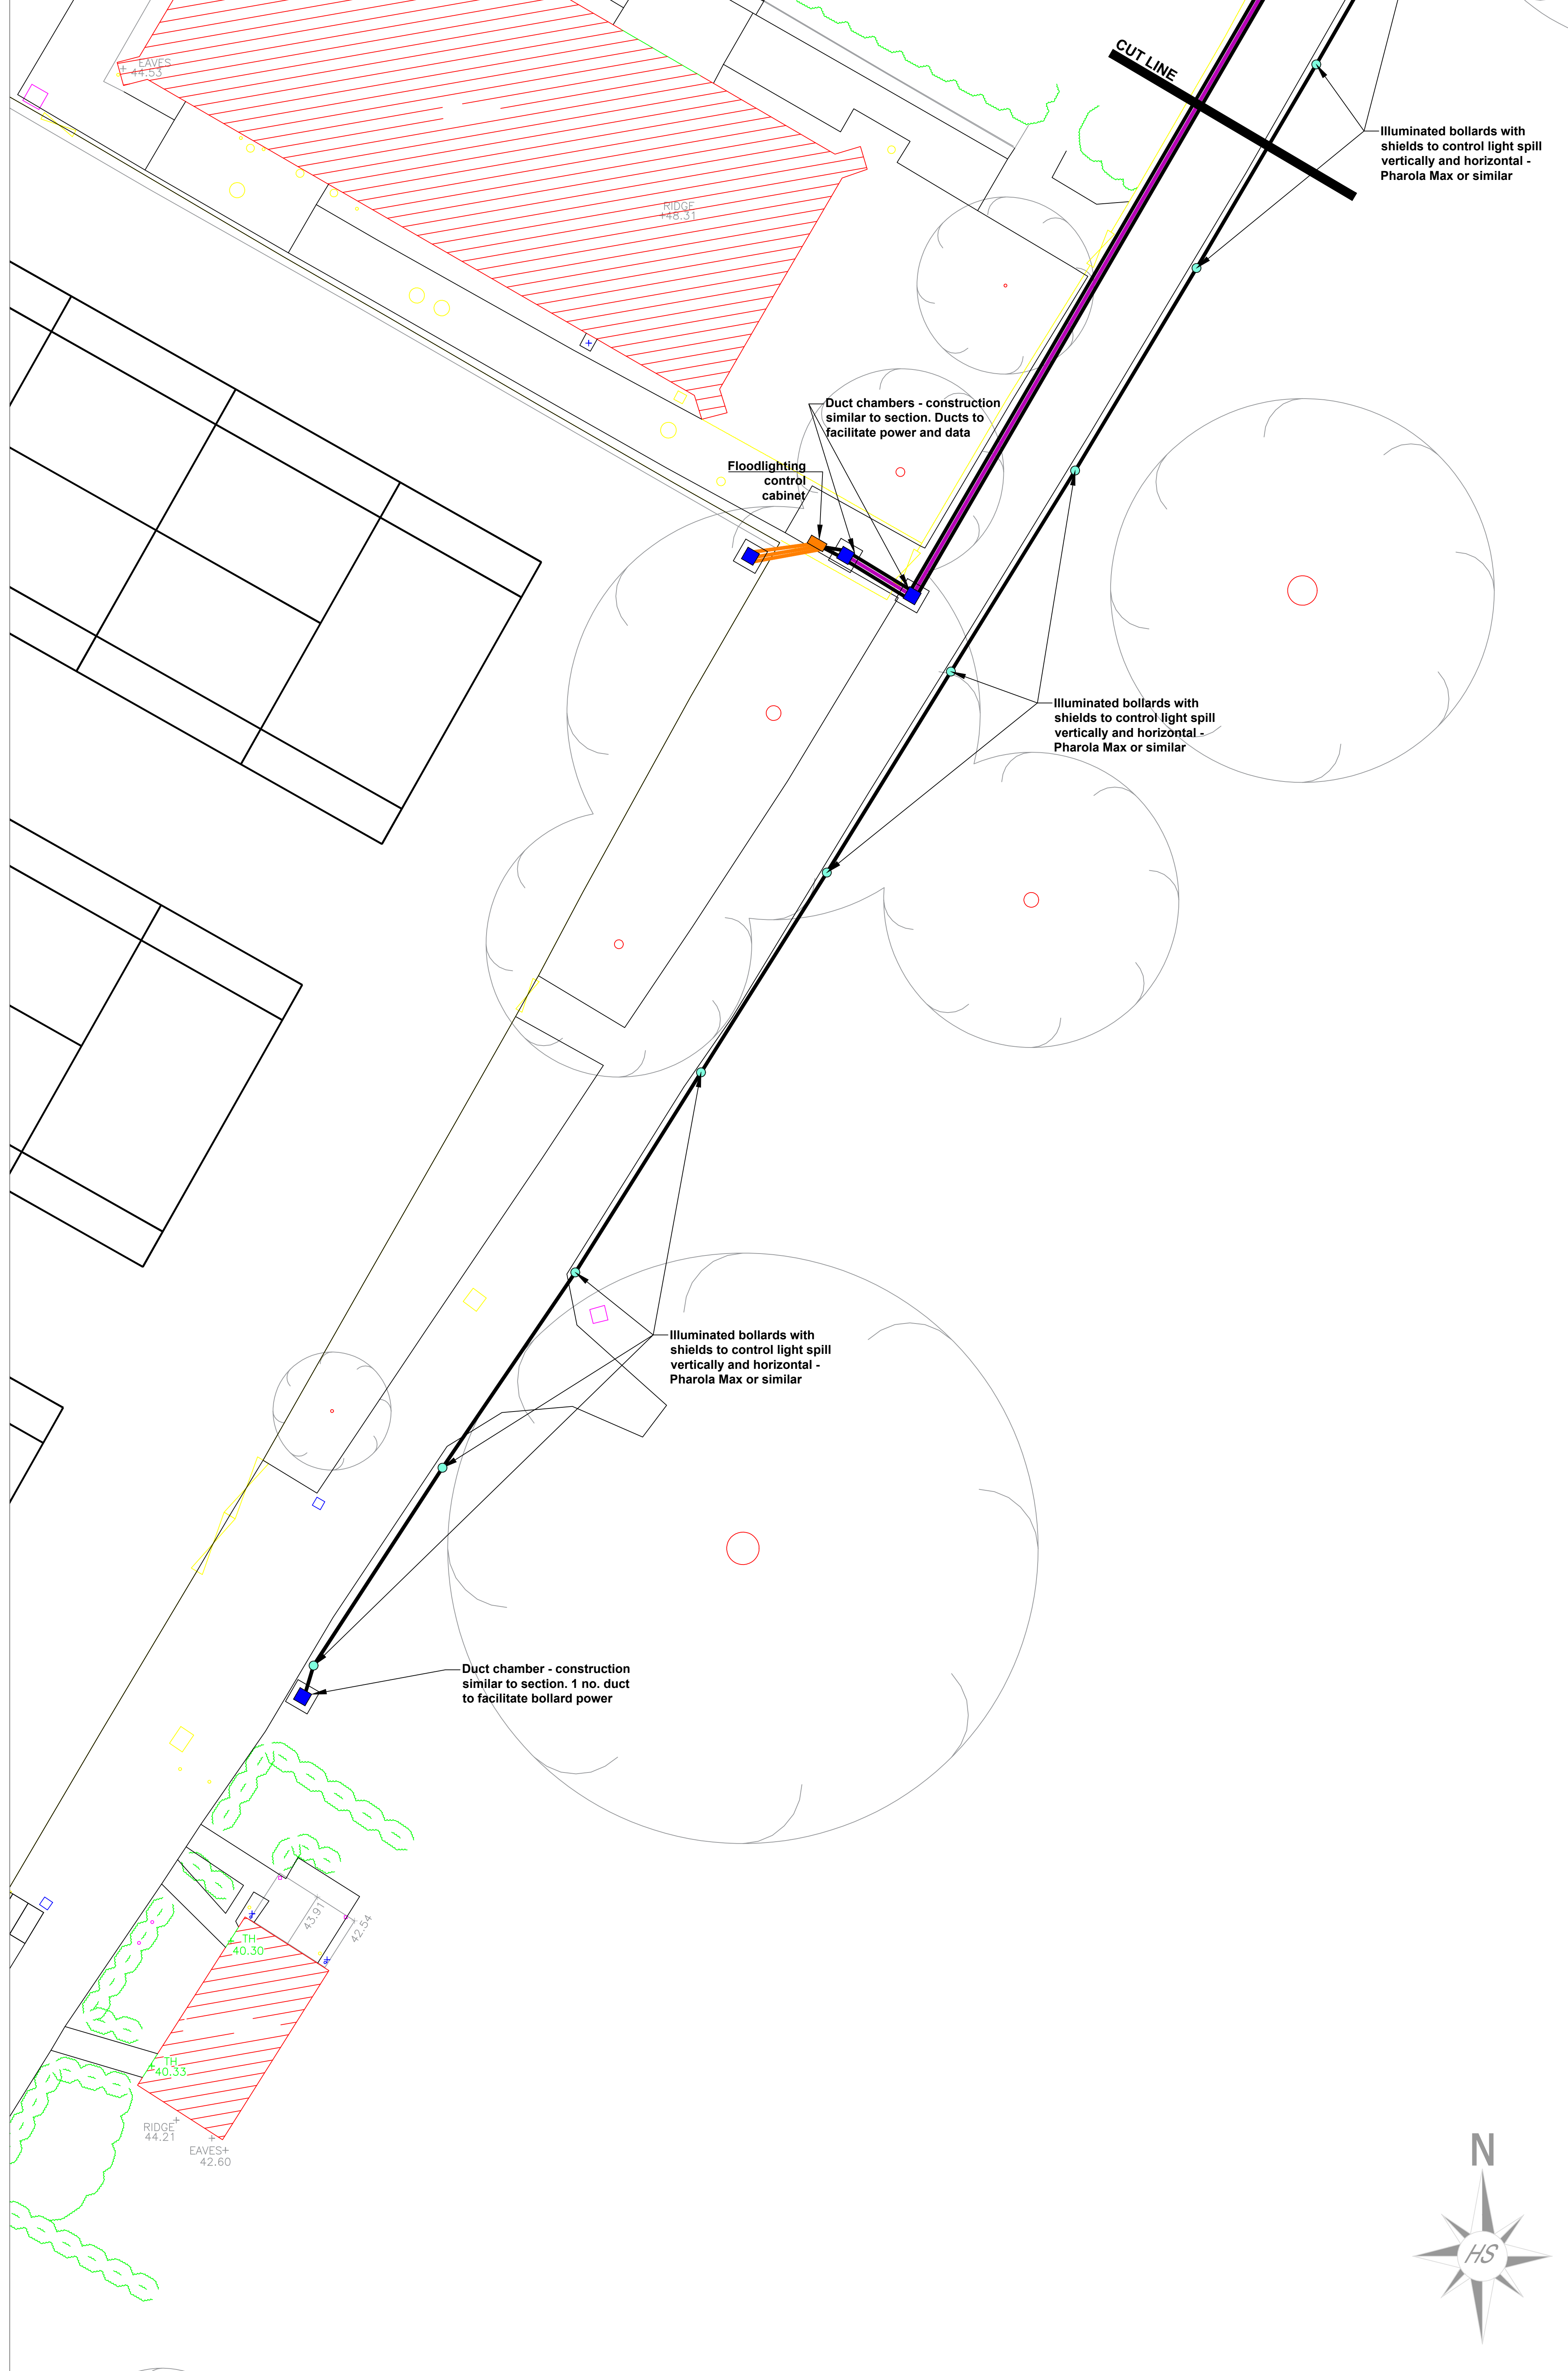 CUT LINE
EAVES
44.53
Illuminated bollards with
shields to control light spill
vertically and horizontal -
Pharola Max or similar
RIDGE
48.31
Duct chambers - construction
similar to section. Ducts to
facilitate power and data
Floodlighting
control
cabinet
Illuminated bollards with
shields to control light spill
vertically and horizontal -
Pharola Max or similar
Illuminated bollards with
shields to control light spill
vertically and horizontal -
Pharola Max or similar
Duct chamber - construction
similar to section. 1 no. duct
to facilitate bollard power
43.91
42.54
TH
40.30
TH
40.33
RIDGE
44.21
EAVES
42.60
N
HS